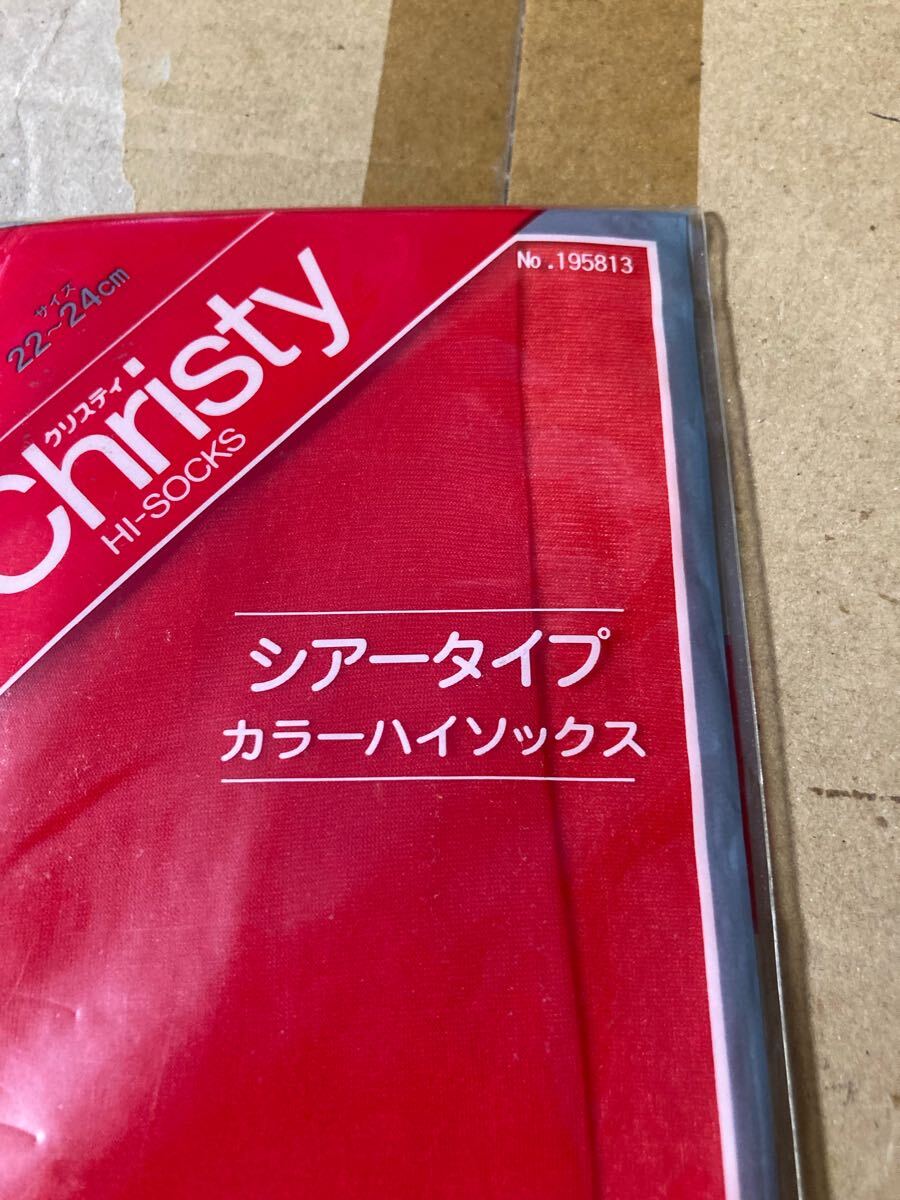 No.195813
サイズ
22〜24cm
クリスティ
Christy
HI-SOCKS
シアータイプ
カラーハイソックス